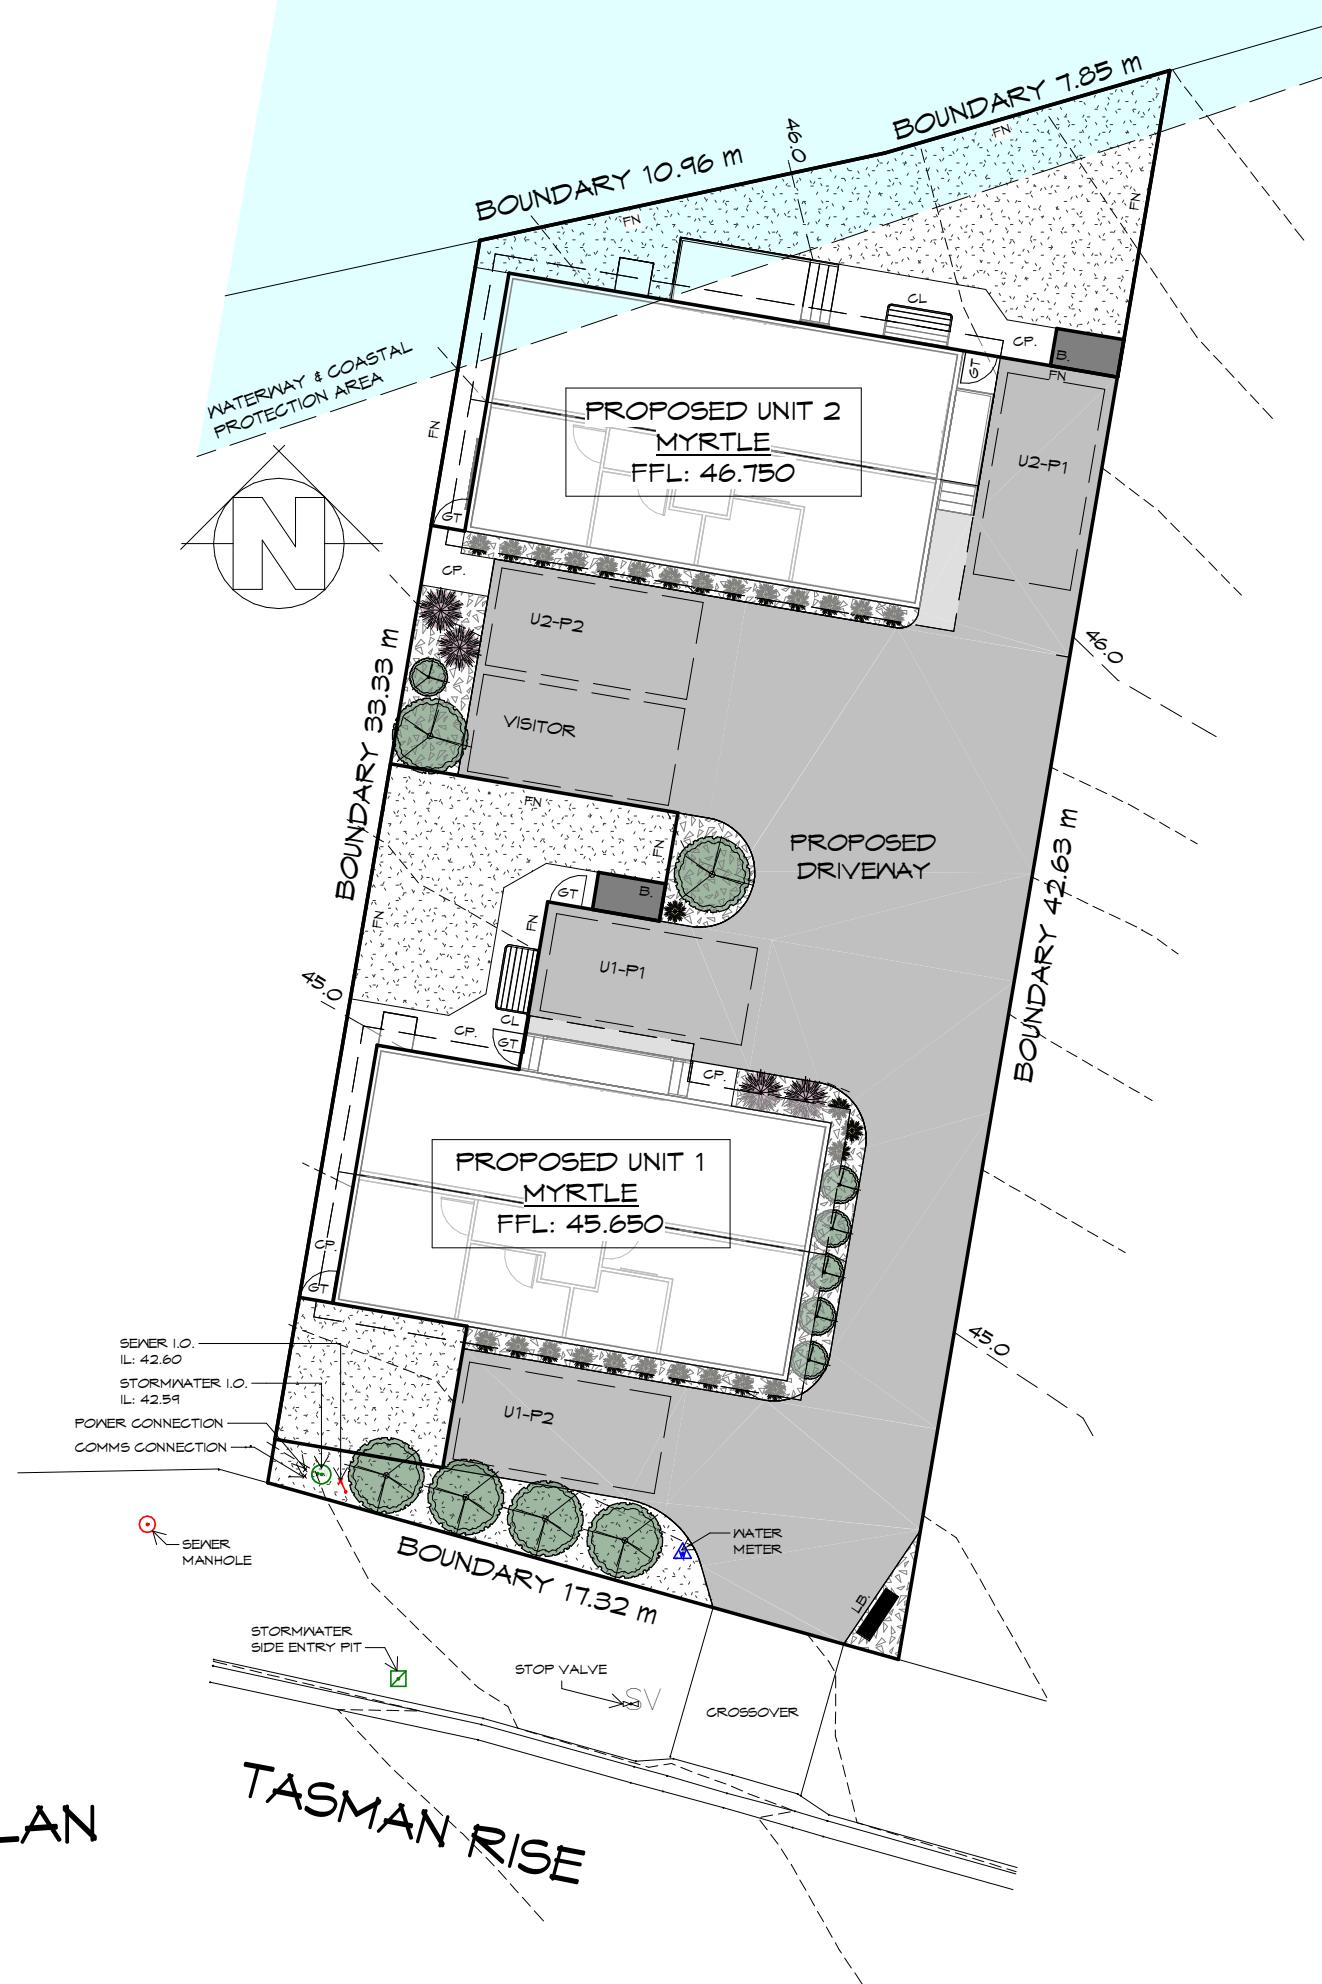 BOUNDARY 7.85 m
FN
46.0
BOUNDARY 10.96 m
FN
FN
CL
CP.
B.
FN
GT
WATERWAY & COASTAL
PROTECTION AREA
PROPOSED UNIT 2
MYRTLE
FFL: 46.750
FN
U2-P1
N
GT
CP.
U2-P2
46.0
VISITOR
BOUNDARY 33.33 m
FN
PROPOSED
DRIVEWAY
FN
BOUNDARY 42.63 m
GT
B.
FN
FN
U1-P1
45.0
CL
CP.
GT
CP.
PROPOSED UNIT 1
MYRTLE
FFL: 45.650
CP.
GT
SEWER I.O.
IL: 42.60
45.0
STORMWATER I.O.
IL: 42.59
POWER CONNECTION
COMMS CONNECTION
U1-P2
SEWER
MANHOLE
WATER
METER
BOUNDARY 17.32 m
LB.
STORMWATER
SIDE ENTRY PIT
STOP VALVE
SV
CROSSOVER
TASMAN RISE
LAN